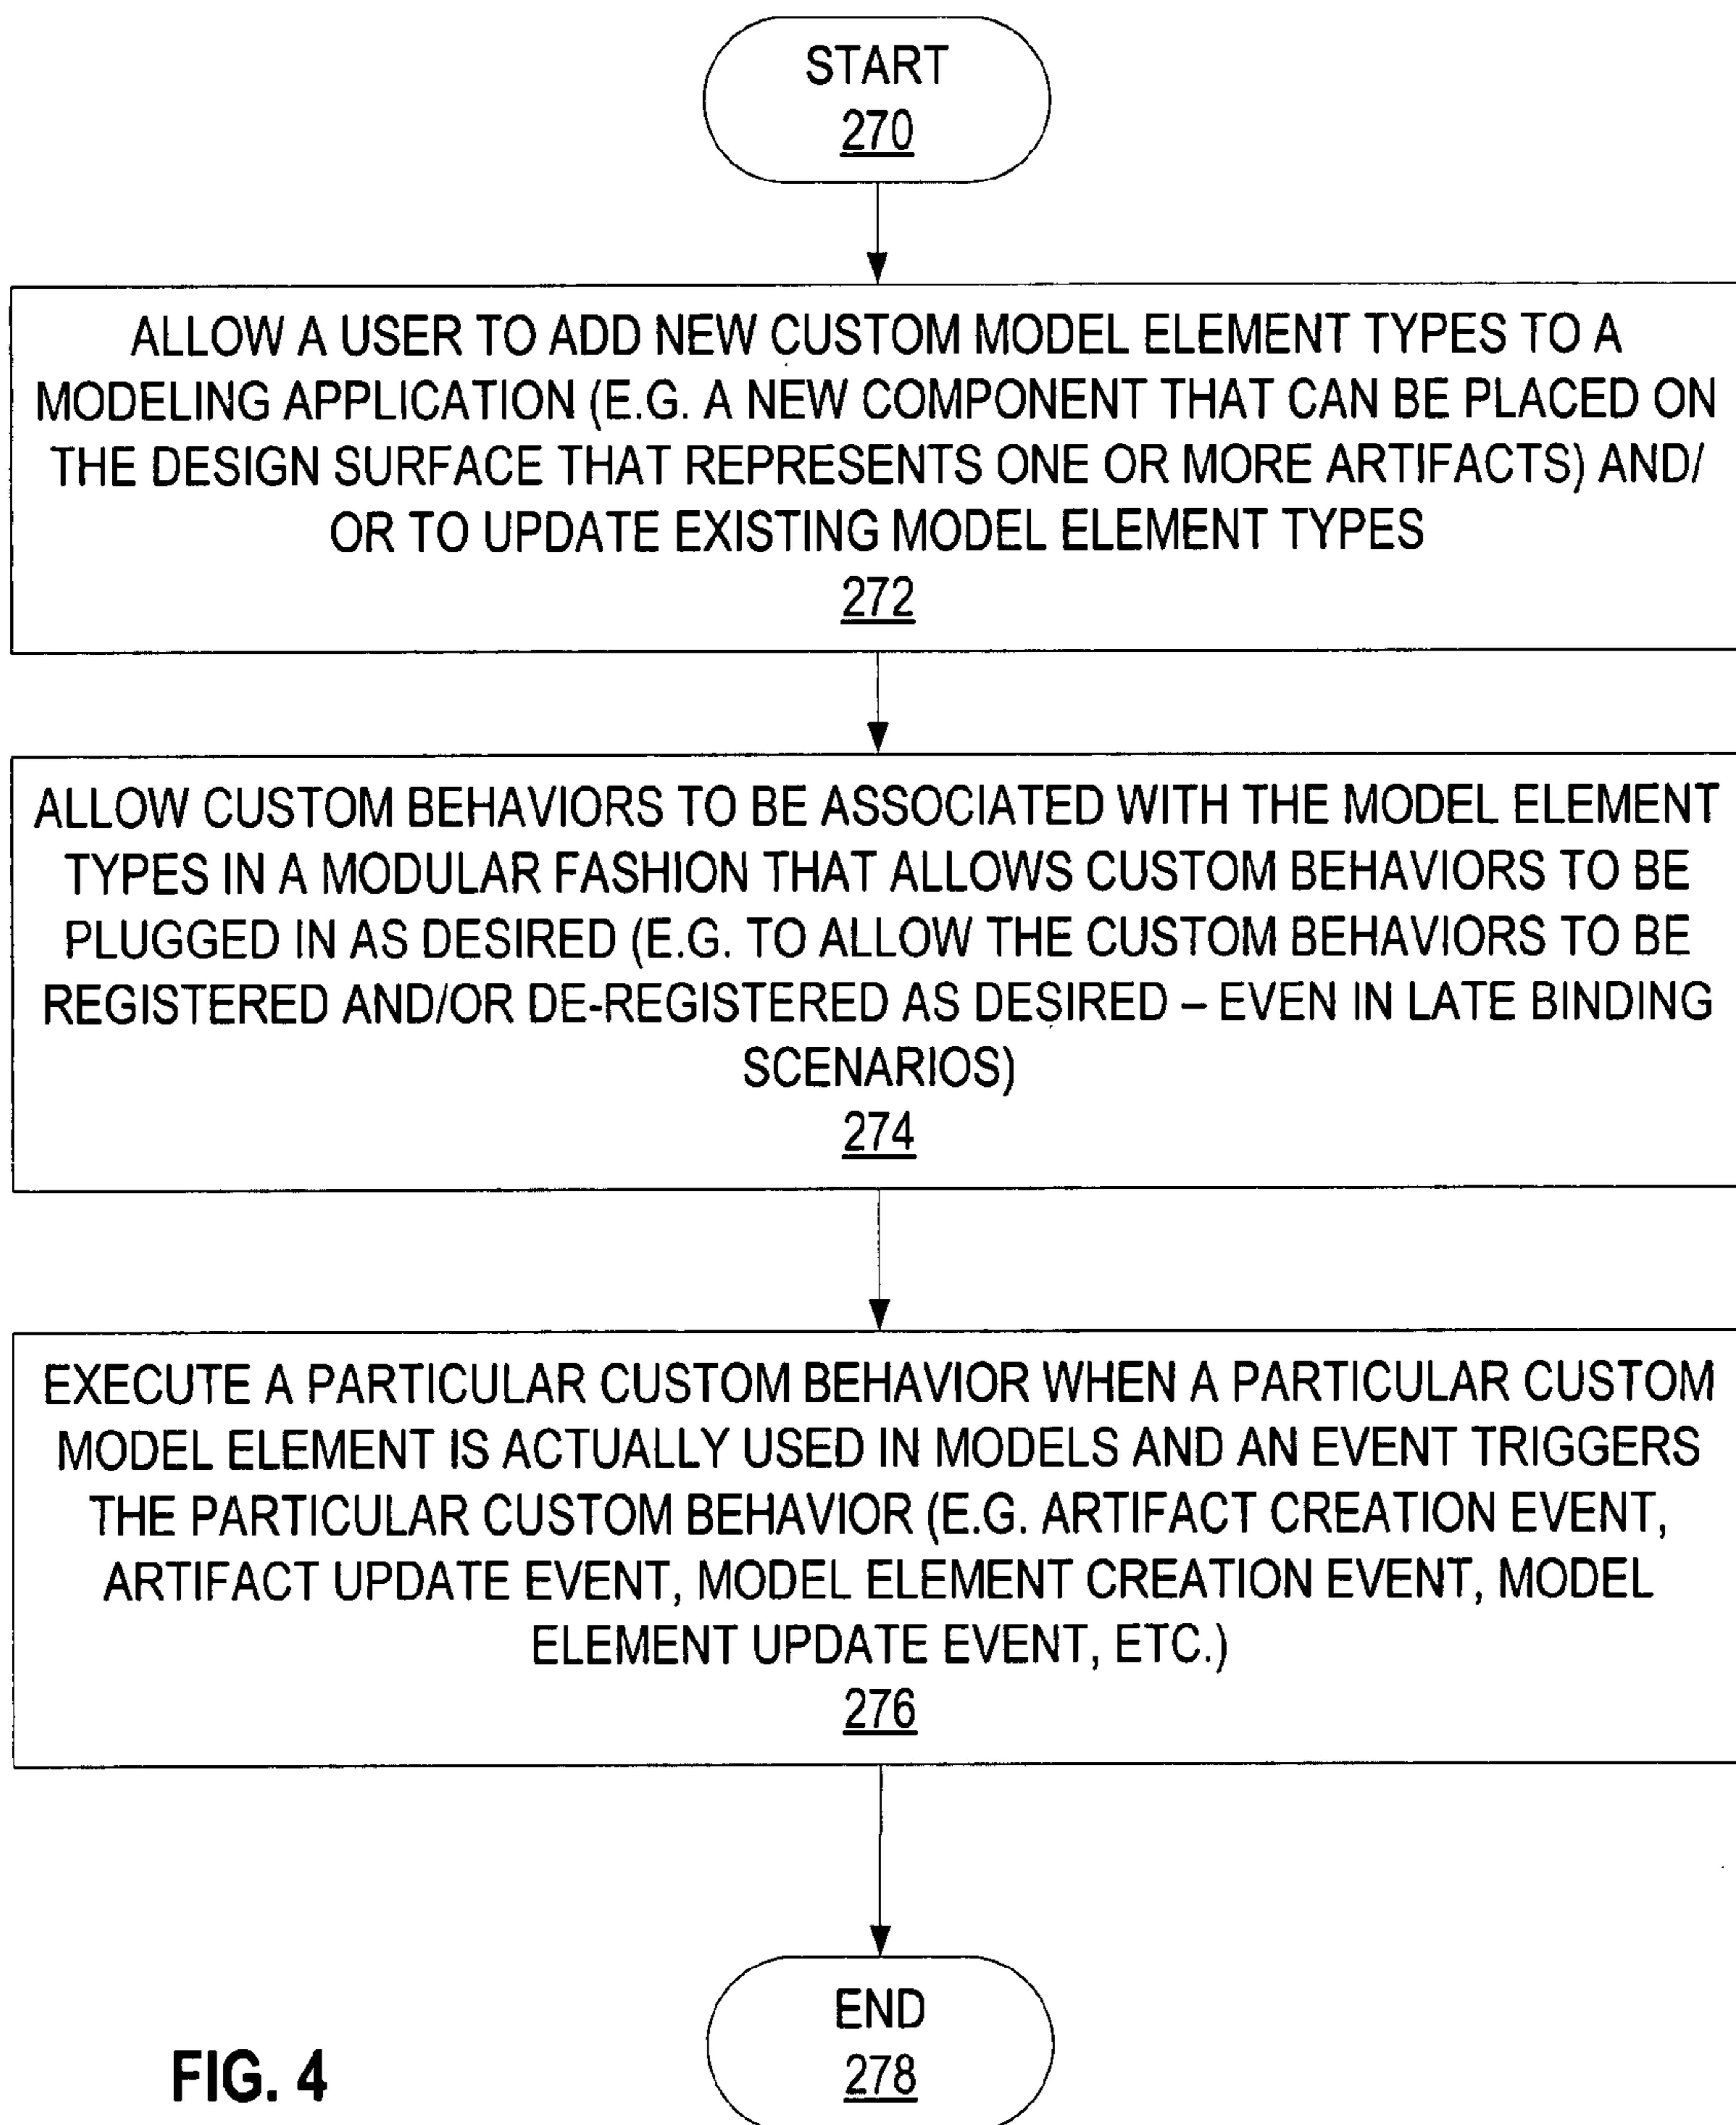 START
270
ALLOW A USER TO ADD NEW CUSTOM MODEL ELEMENT TYPES TO A
MODELING APPLICATION (E.G. A NEW COMPONENT THAT CAN BE PLACED ON
THE DESIGN SURFACE THAT REPRESENTS ONE OR MORE ARTIFACTS) AND/
OR TO UPDATE EXISTING MODEL ELEMENT TYPES
272
ALLOW CUSTOM BEHAVIORS TO BE ASSOCIATED WITH THE MODEL ELEMENT
TYPES IN A MODULAR FASHION THAT ALLOWS CUSTOM BEHAVIORS TO BE
PLUGGED IN AS DESIRED (E.G. TO ALLOW THE CUSTOM BEHAVIORS TO BE
REGISTERED AND/OR DE-REGISTERED AS DESIRED – EVEN IN LATE BINDING
SCENARIOS)
274
EXECUTE A PARTICULAR CUSTOM BEHAVIOR WHEN A PARTICULAR CUSTOM
MODEL ELEMENT IS ACTUALLY USED IN MODELS AND AN EVENT TRIGGERS
THE PARTICULAR CUSTOM BEHAVIOR (E.G. ARTIFACT CREATION EVENT,
ARTIFACT UPDATE EVENT, MODEL ELEMENT CREATION EVENT, MODEL
ELEMENT UPDATE EVENT, ETC.)
276
END
278
FIG. 4